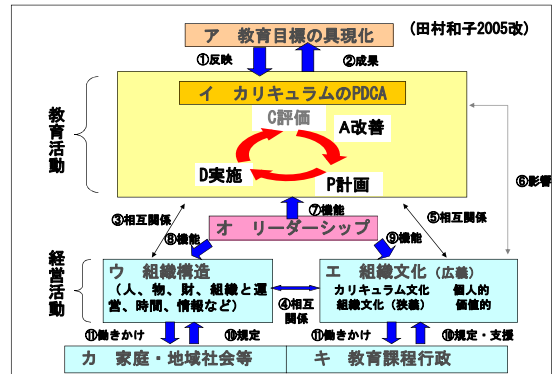 (田村和子2005改)
ア 教育目標の具現化
①反映
②成果
イ カリキュラムのPDCA
C評価
A改善
D実施
P計画
教育活動
⑥影響
③相互関係
⑦機能
⑤相互関係
オ リーダーシップ
⑧機能
⑨機能
経営活動
ウ 組織構造
(人、物、財、組織と運
営、時間、情報など)
④相互
関係
エ 組織文化(広義)
カリキュラム文化 個人的
組織文化(狭義) 価値的
⑪働きかけ
⑩規定
⑪働きかけ
⑩規定・支援
カ 家庭・地域社会等
キ 教育課程行政